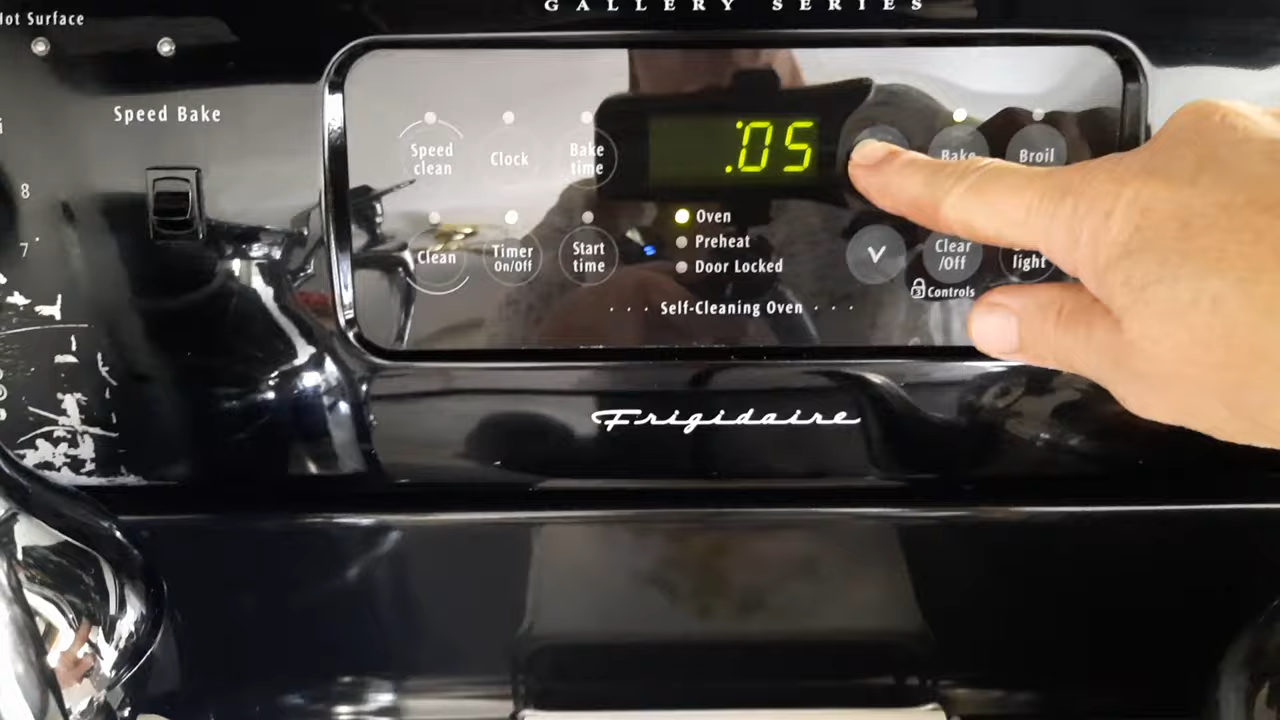 GALLERY SERIES
Hot Surface
Speed Bake
Speed clean
Clock
Bake time
:05
Bake
Broil
8
7
Clean
Timer On/Off
Start time
Oven
Preheat
Door Locked
Clear /Off
light
Controls
· · · Self-Cleaning Oven · · ·
Frigidaire